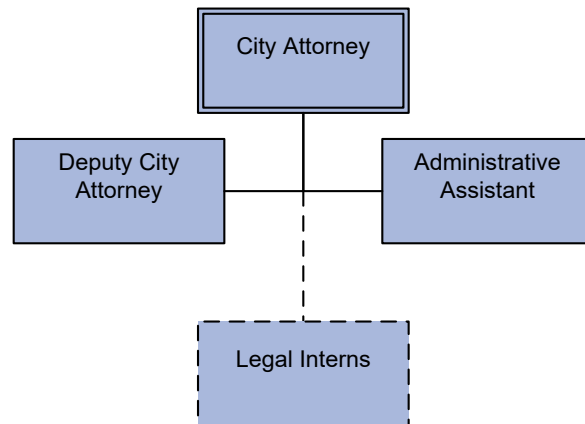 City Attorney
Deputy City
Attorney
Administrative
Assistant
Legal Interns